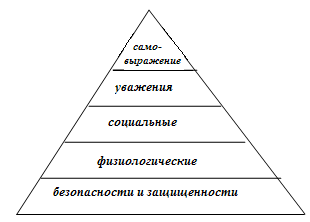 само-
выражение
уважения
социальные
физиологические
безопасности и защищенности